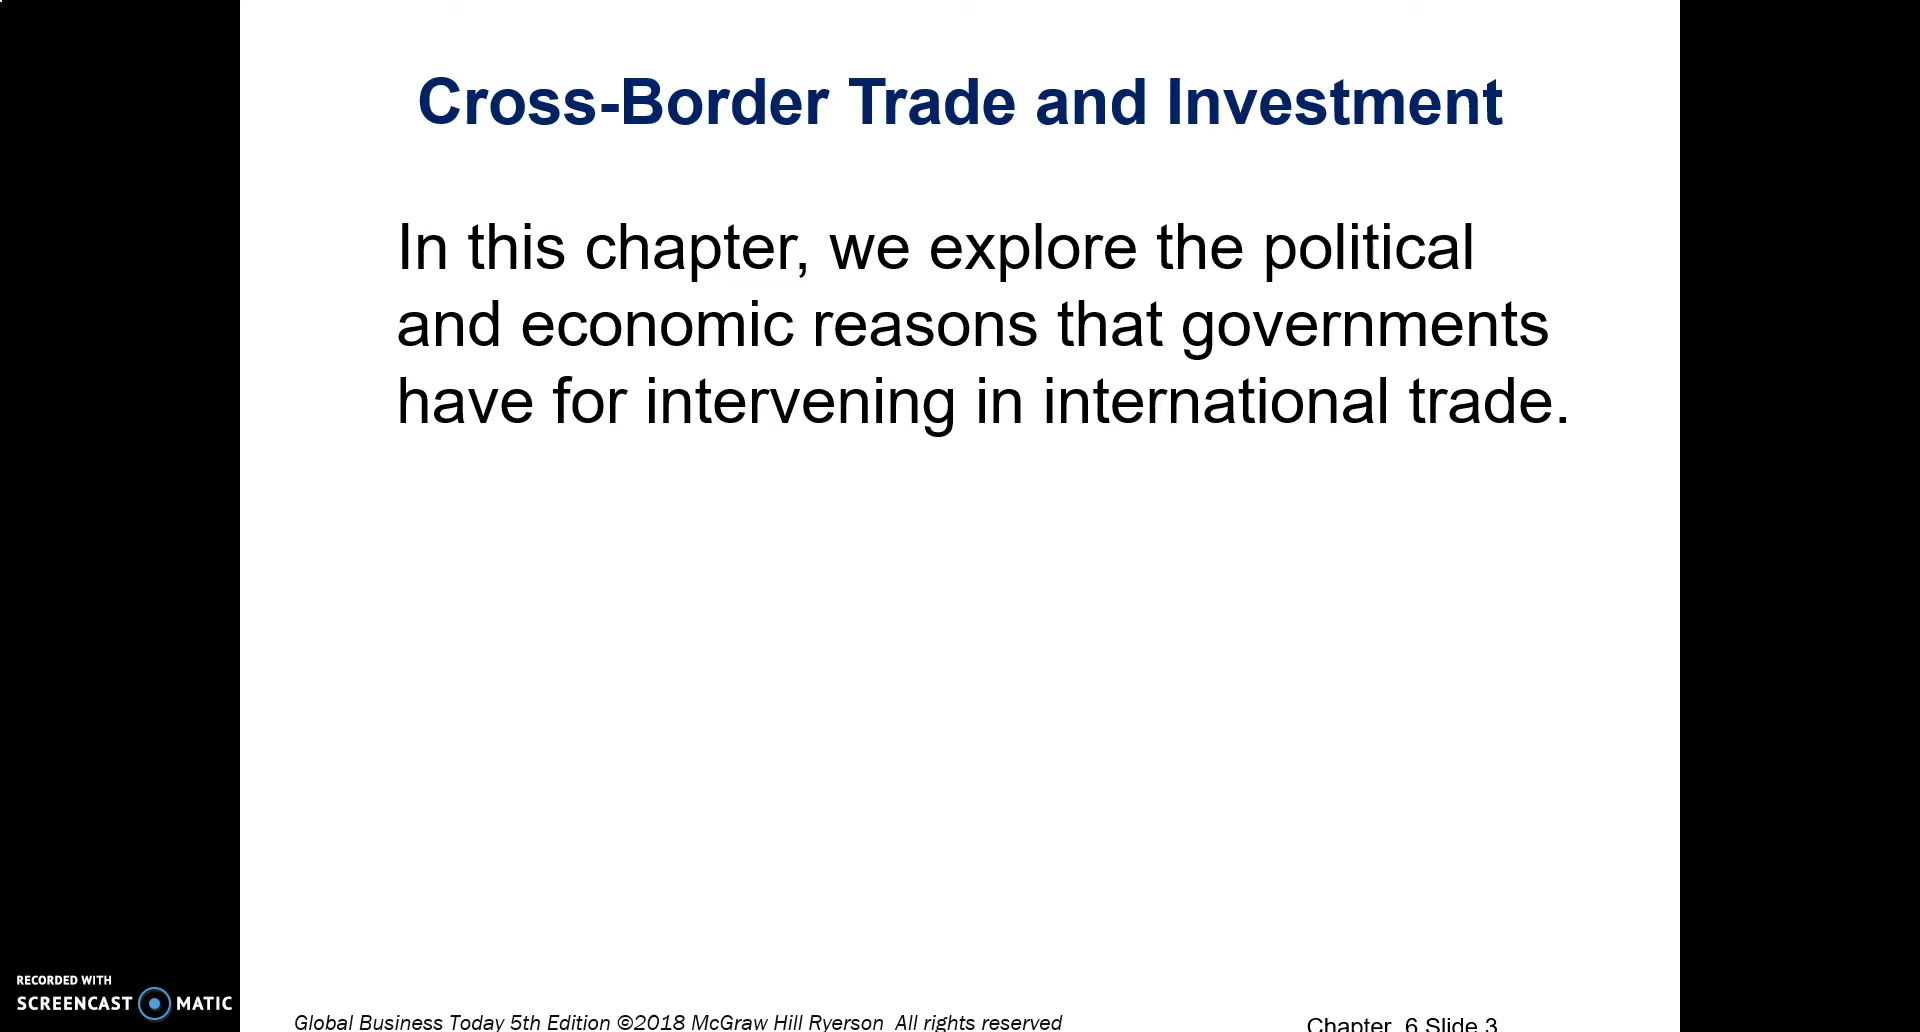 Cross-Border Trade and Investment
In this chapter, we explore the political
and economic reasons that governments
have for intervening in international trade.
RECORDED WITH
SCREENCAST MATIC
Global Business Today 5th Edition ©2018 McGraw Hill Ryerson All rights reserved
Chapter 6 Slide 3